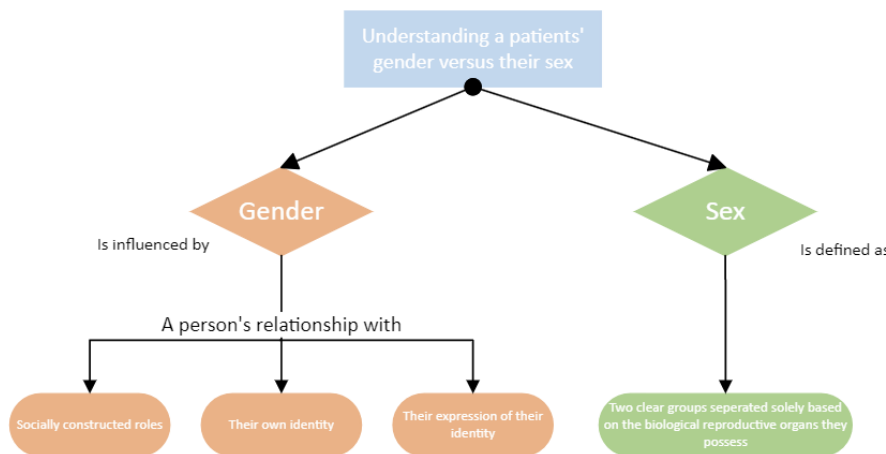 Understanding a patients'
gender versus their sex
Gender
Sex
Is influenced by
Is defined as
A person's relationship with
Socially constructed roles
Their own identity
Their expression of their
identity
Two clear groups seperated solely based
on the biological reproductive organs they
possess